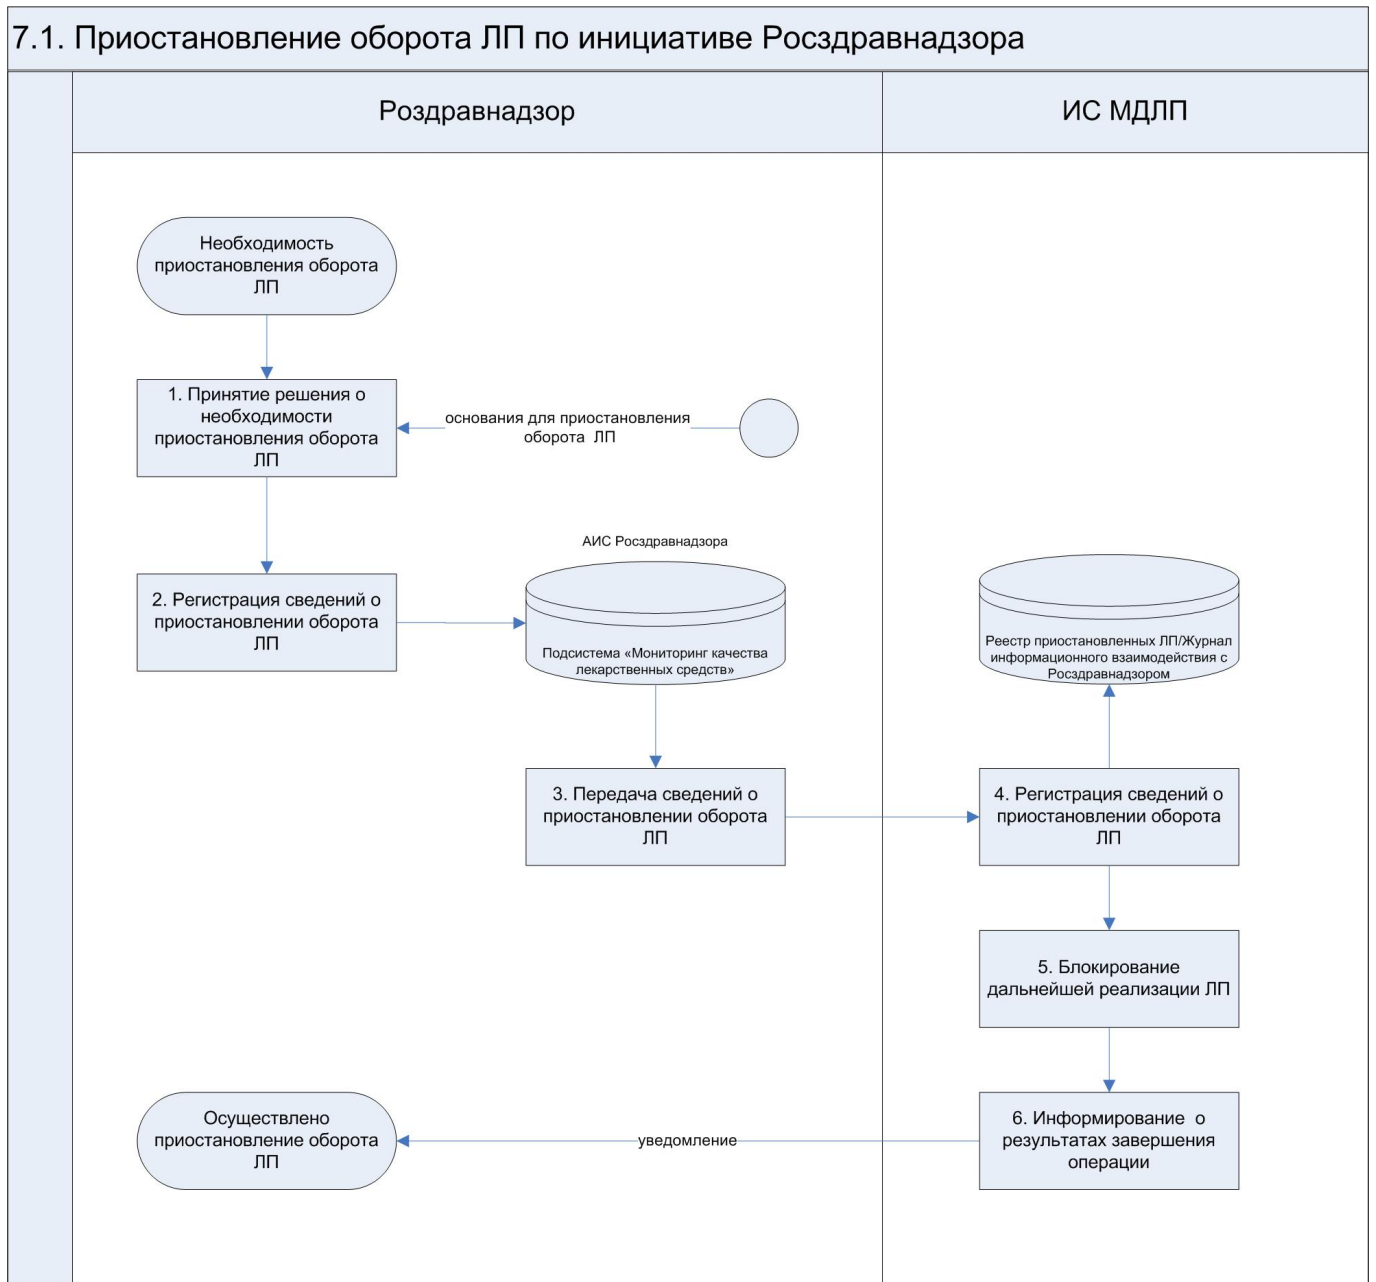 7.1. Приостановление оборота ЛП по инициативе Росздравнадзора
Роздравнадзор
ИС МДЛП
Необходимость
приостановления оборота
ЛП
1. Принятие решения о
необходимости
приостановления оборота
ЛП
основания для приостановления
оборота ЛП
АИС Росздравнадзора
2. Регистрация сведений о
приостановлении оборота
ЛП
Подсистема «Мониторинг качества
лекарственных средств»
Реестр приостановленных ЛП/Журнал
информационного взаимодействия с
Росздравнадзором
3. Передача сведений о
приостановлении оборота
ЛП
4. Регистрация сведений о
приостановлении оборота
ЛП
5. Блокирование
дальнейшей реализации ЛП
6. Информирование о
результатах завершения
операции
уведомление
Осуществлено
приостановление оборота
ЛП